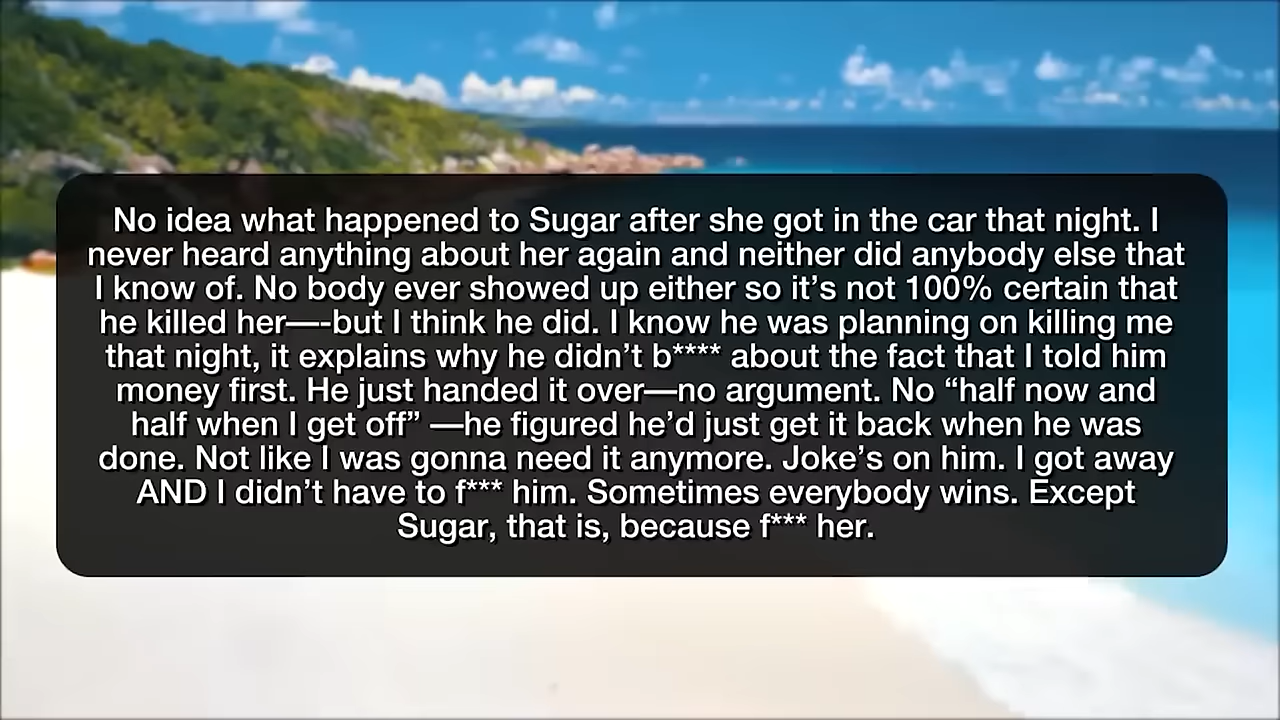 No idea what happened to Sugar after she got in the car that night. I
never heard anything about her again and neither did anybody else that
I know of. No body ever showed up either so it’s not 100% certain that
he killed her—-but I think he did. I know he was planning on killing me
that night, it explains why he didn’t b**** about the fact that I told him
money first. He just handed it over—no argument. No “half now and
half when I get off” —he figured he’d just get it back when he was
done. Not like I was gonna need it anymore. Joke’s on him. I got away
AND I didn’t have to f*** him. Sometimes everybody wins. Except
Sugar, that is, because f*** her.